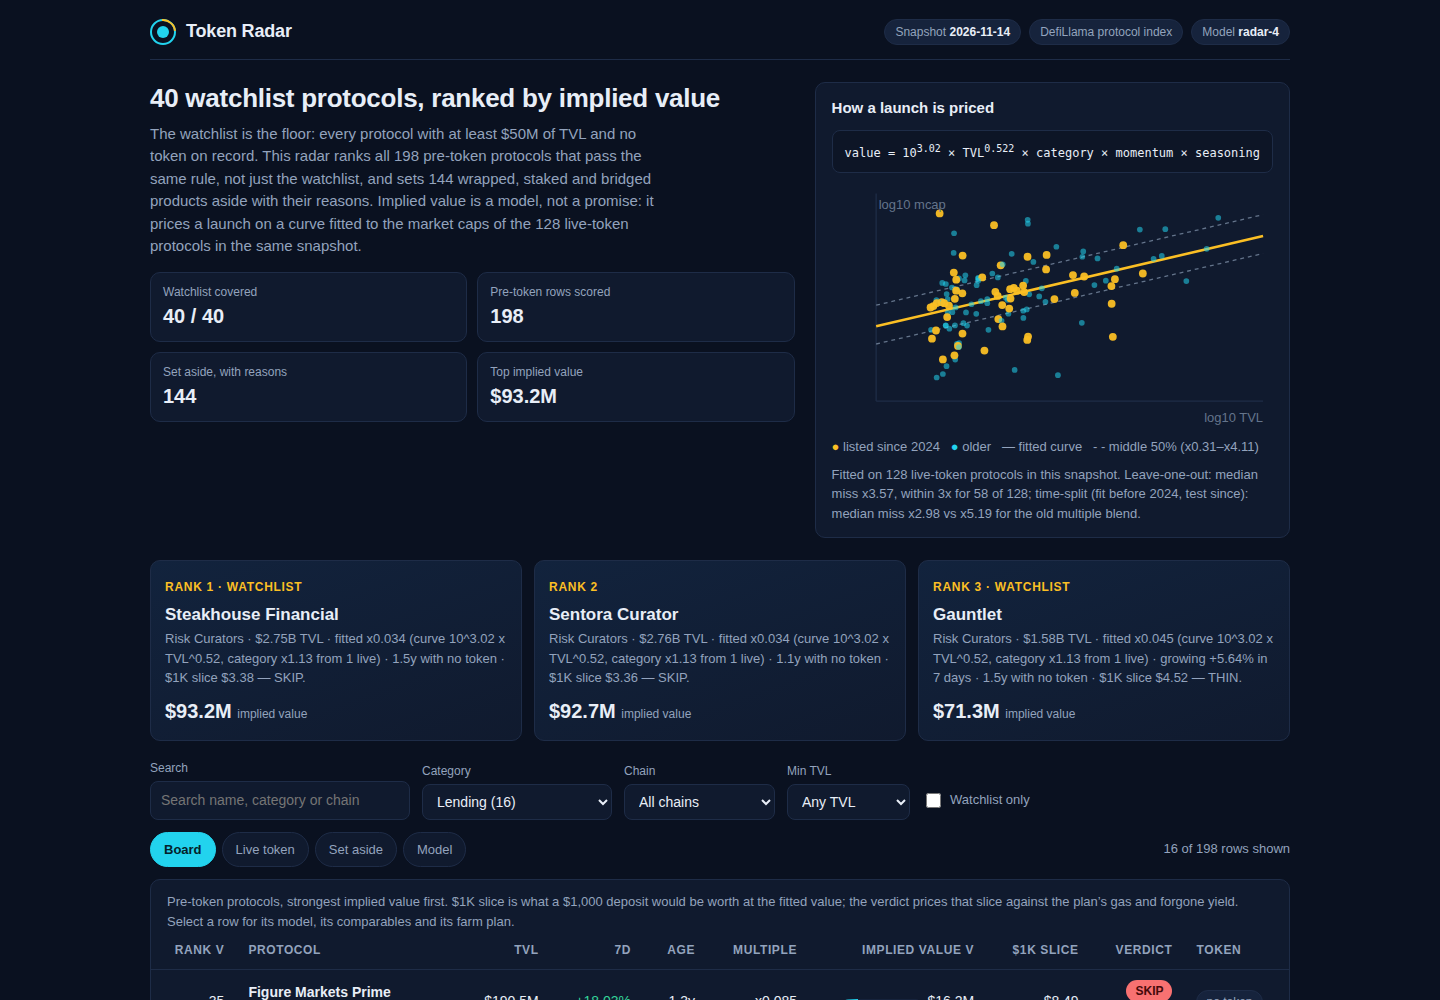 Token Radar
Snapshot 2026-11-14
DefiLlama protocol index
Model radar-4
40 watchlist protocols, ranked by implied value
The watchlist is the floor: every protocol with at least $50M of TVL and no
token on record. This radar ranks all 198 pre-token protocols that pass the
same rule, not just the watchlist, and sets 144 wrapped, staked and bridged
products aside with their reasons. Implied value is a model, not a promise: it
prices a launch on a curve fitted to the market caps of the 128 live-token
protocols in the same snapshot.
Watchlist covered
40 / 40
Pre-token rows scored
198
Set aside, with reasons
144
Top implied value
$93.2M
How a launch is priced
value = 10^3.02 × TVL^0.522 × category × momentum × seasoning
log10 mcap
log10 TVL
● listed since 2024 ● older — fitted curve - - middle 50% (x0.31–x4.11)
Fitted on 128 live-token protocols in this snapshot. Leave-one-out: median
miss x3.57, within 3x for 58 of 128; time-split (fit before 2024, test since):
median miss x2.98 vs x5.19 for the old multiple blend.
RANK 1 · WATCHLIST
Steakhouse Financial
Risk Curators · $2.75B TVL · fitted x0.034 (curve 10^3.02 x
TVL^0.52, category x1.13 from 1 live) · 1.5y with no token ·
$1K slice $3.38 — SKIP.
$93.2M implied value
RANK 2
Sentora Curator
Risk Curators · $2.76B TVL · fitted x0.034 (curve 10^3.02 x
TVL^0.52, category x1.13 from 1 live) · 1.1y with no token ·
$1K slice $3.36 — SKIP.
$92.7M implied value
RANK 3 · WATCHLIST
Gauntlet
Risk Curators · $1.58B TVL · fitted x0.045 (curve 10^3.02 x
TVL^0.52, category x1.13 from 1 live) · growing +5.64% in
7 days · 1.5y with no token · $1K slice $4.52 — THIN.
$71.3M implied value
Search
Search name, category or chain
Category
Lending (16)
Chain
All chains
Min TVL
Any TVL
Watchlist only
Board
Live token
Set aside
Model
16 of 198 rows shown
Pre-token protocols, strongest implied value first. $1K slice is what a $1,000 deposit would be worth at the fitted value; the verdict prices that slice against the plan's gas and forgone yield.
Select a row for its model, its comparables and its farm plan.
RANK V PROTOCOL TVL 7D AGE MULTIPLE IMPLIED VALUE V $1K SLICE VERDICT TOKEN
Figure Markets Prime
SKIP